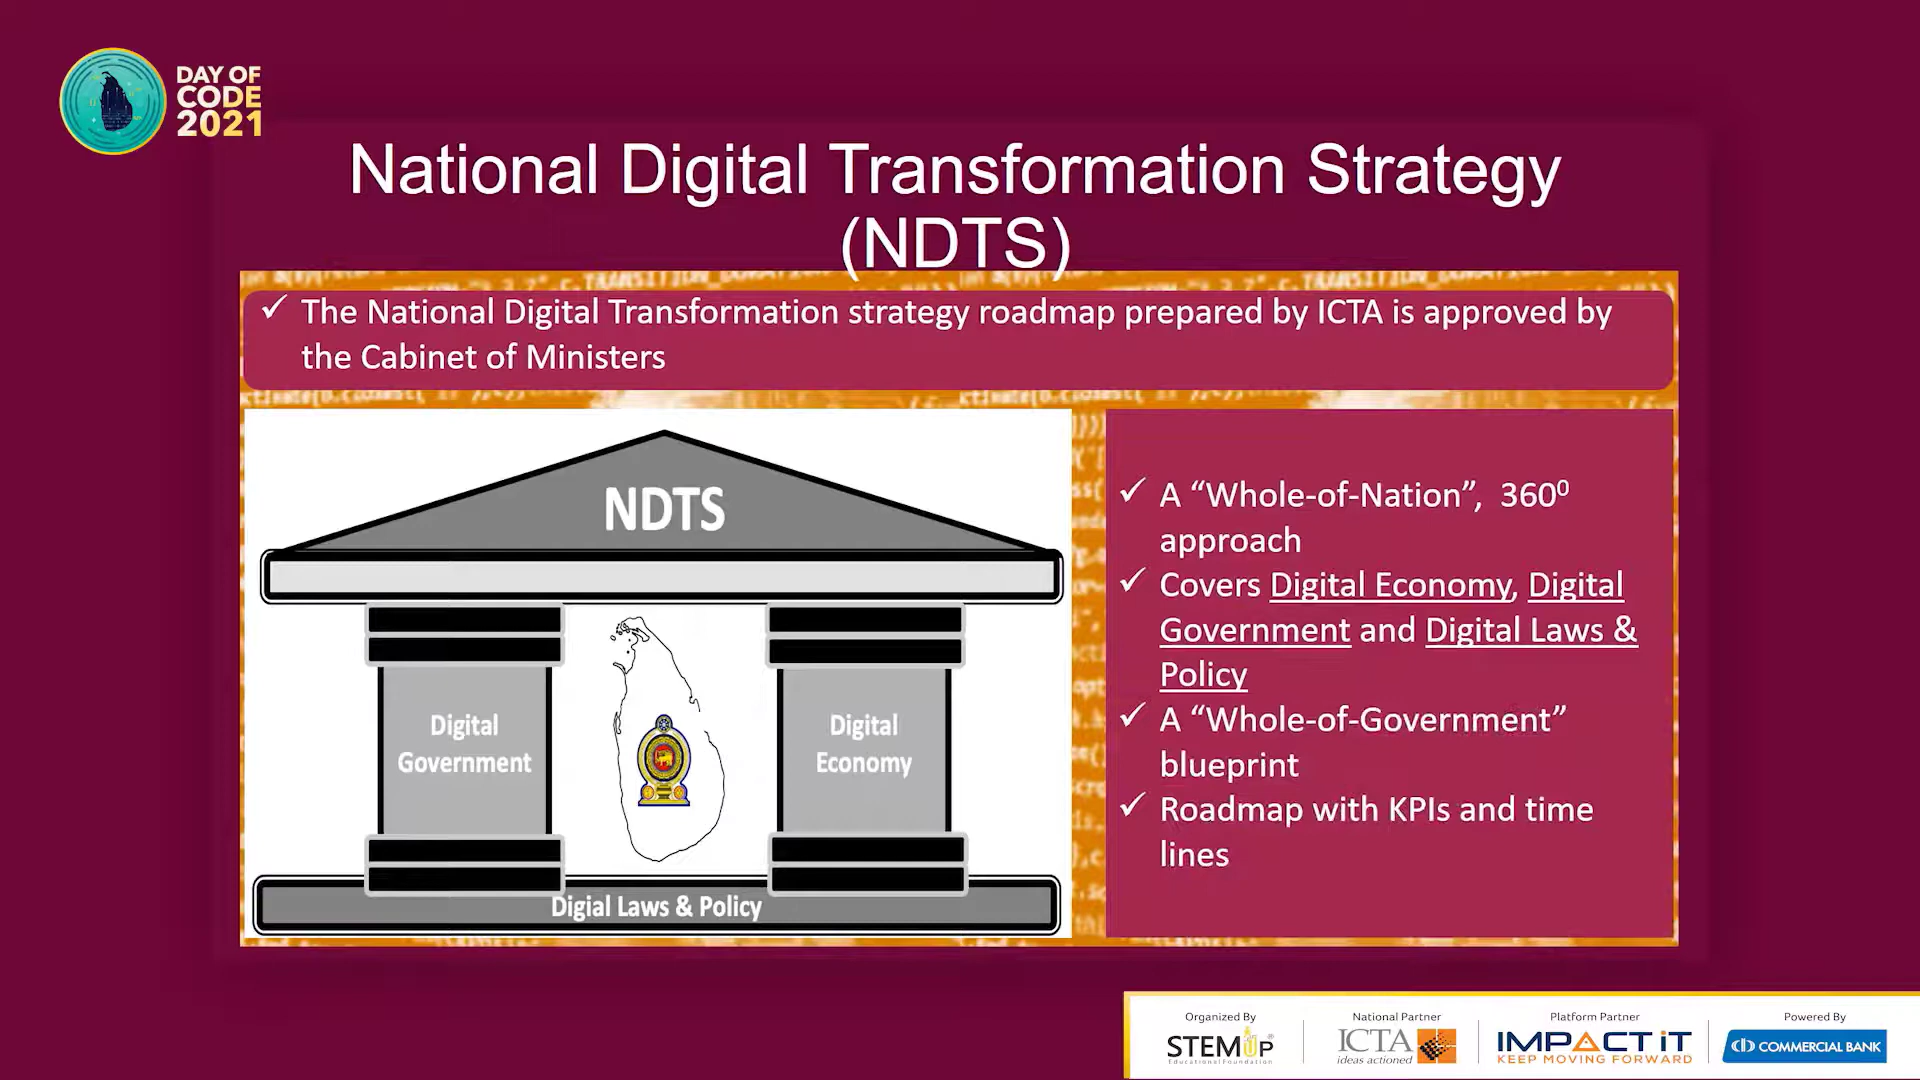 DAY OF
CODE
2021
National Digital Transformation Strategy
(NDTS)
✓ The National Digital Transformation strategy roadmap prepared by ICTA is approved by
the Cabinet of Ministers
NDTS
Digital
Government
Digital
Economy
Digial Laws & Policy
✓ A “Whole-of-Nation”, 360⁰
approach
✓ Covers Digital Economy, Digital
Government and Digital Laws &
Policy
✓ A “Whole-of-Government”
blueprint
✓ Roadmap with KPIs and time
lines
Organized By
STEMUP
Educational Foundation
National Partner
ICTA
ideas actioned
Platform Partner
IMPACT iT
KEEP MOVING FORWARD
Powered By
COMMERCIAL BANK